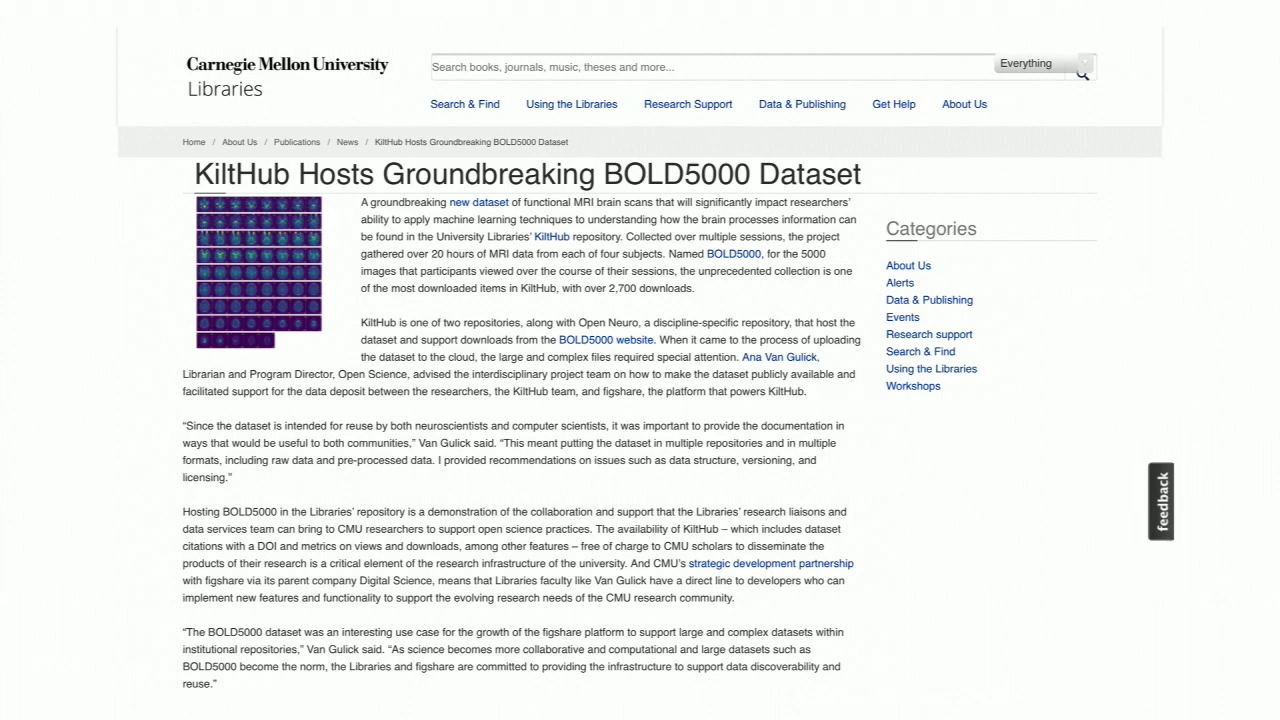 Carnegie Mellon University
Libraries
Search books, journals, music, theses and more...
Everything
Search & Find
Using the Libraries
Research Support
Data & Publishing
Get Help
About Us
Home / About Us / Publications / News / KiltHub Hosts Groundbreaking BOLD5000 Dataset
KiltHub Hosts Groundbreaking BOLD5000 Dataset
A groundbreaking new dataset of functional MRI brain scans that will significantly impact researchers’
ability to apply machine learning techniques to understanding how the brain processes information can
be found in the University Libraries’ KiltHub repository. Collected over multiple sessions, the project
gathered over 20 hours of MRI data from each of four subjects. Named BOLD5000, for the 5000
images that participants viewed over the course of their sessions, the unprecedented collection is one
of the most downloaded items in KiltHub, with over 2,700 downloads.
KiltHub is one of two repositories, along with Open Neuro, a discipline-specific repository, that host the
dataset and support downloads from the BOLD5000 website. When it came to the process of uploading
the dataset to the cloud, the large and complex files required special attention. Ana Van Gulick,
Librarian and Program Director, Open Science, advised the interdisciplinary project team on how to make the dataset publicly available and
facilitated support for the data deposit between the researchers, the KiltHub team, and figshare, the platform that powers KiltHub.
“Since the dataset is intended for reuse by both neuroscientists and computer scientists, it was important to provide the documentation in
ways that would be useful to both communities,” Van Gulick said. “This meant putting the dataset in multiple repositories and in multiple
formats, including raw data and pre-processed data. I provided recommendations on issues such as data structure, versioning, and
licensing.”
Hosting BOLD5000 in the Libraries’ repository is a demonstration of the collaboration and support that the Libraries’ research liaisons and
data services team can bring to CMU researchers to support open science practices. The availability of KiltHub – which includes dataset
citations with a DOI and metrics on views and downloads, among other features – free of charge to CMU scholars to disseminate the
products of their research is a critical element of the research infrastructure of the university. And CMU’s strategic development partnership
with figshare via its parent company Digital Science, means that Libraries faculty like Van Gulick have a direct line to developers who can
implement new features and functionality to support the evolving research needs of the CMU research community.
“The BOLD5000 dataset was an interesting use case for the growth of the figshare platform to support large and complex datasets within
institutional repositories,” Van Gulick said. “As science becomes more collaborative and computational and large datasets such as
BOLD5000 become the norm, the Libraries and figshare are committed to providing the infrastructure to support data discoverability and
reuse.”
Categories
About Us
Alerts
Data & Publishing
Events
Research support
Search & Find
Using the Libraries
Workshops
feedback